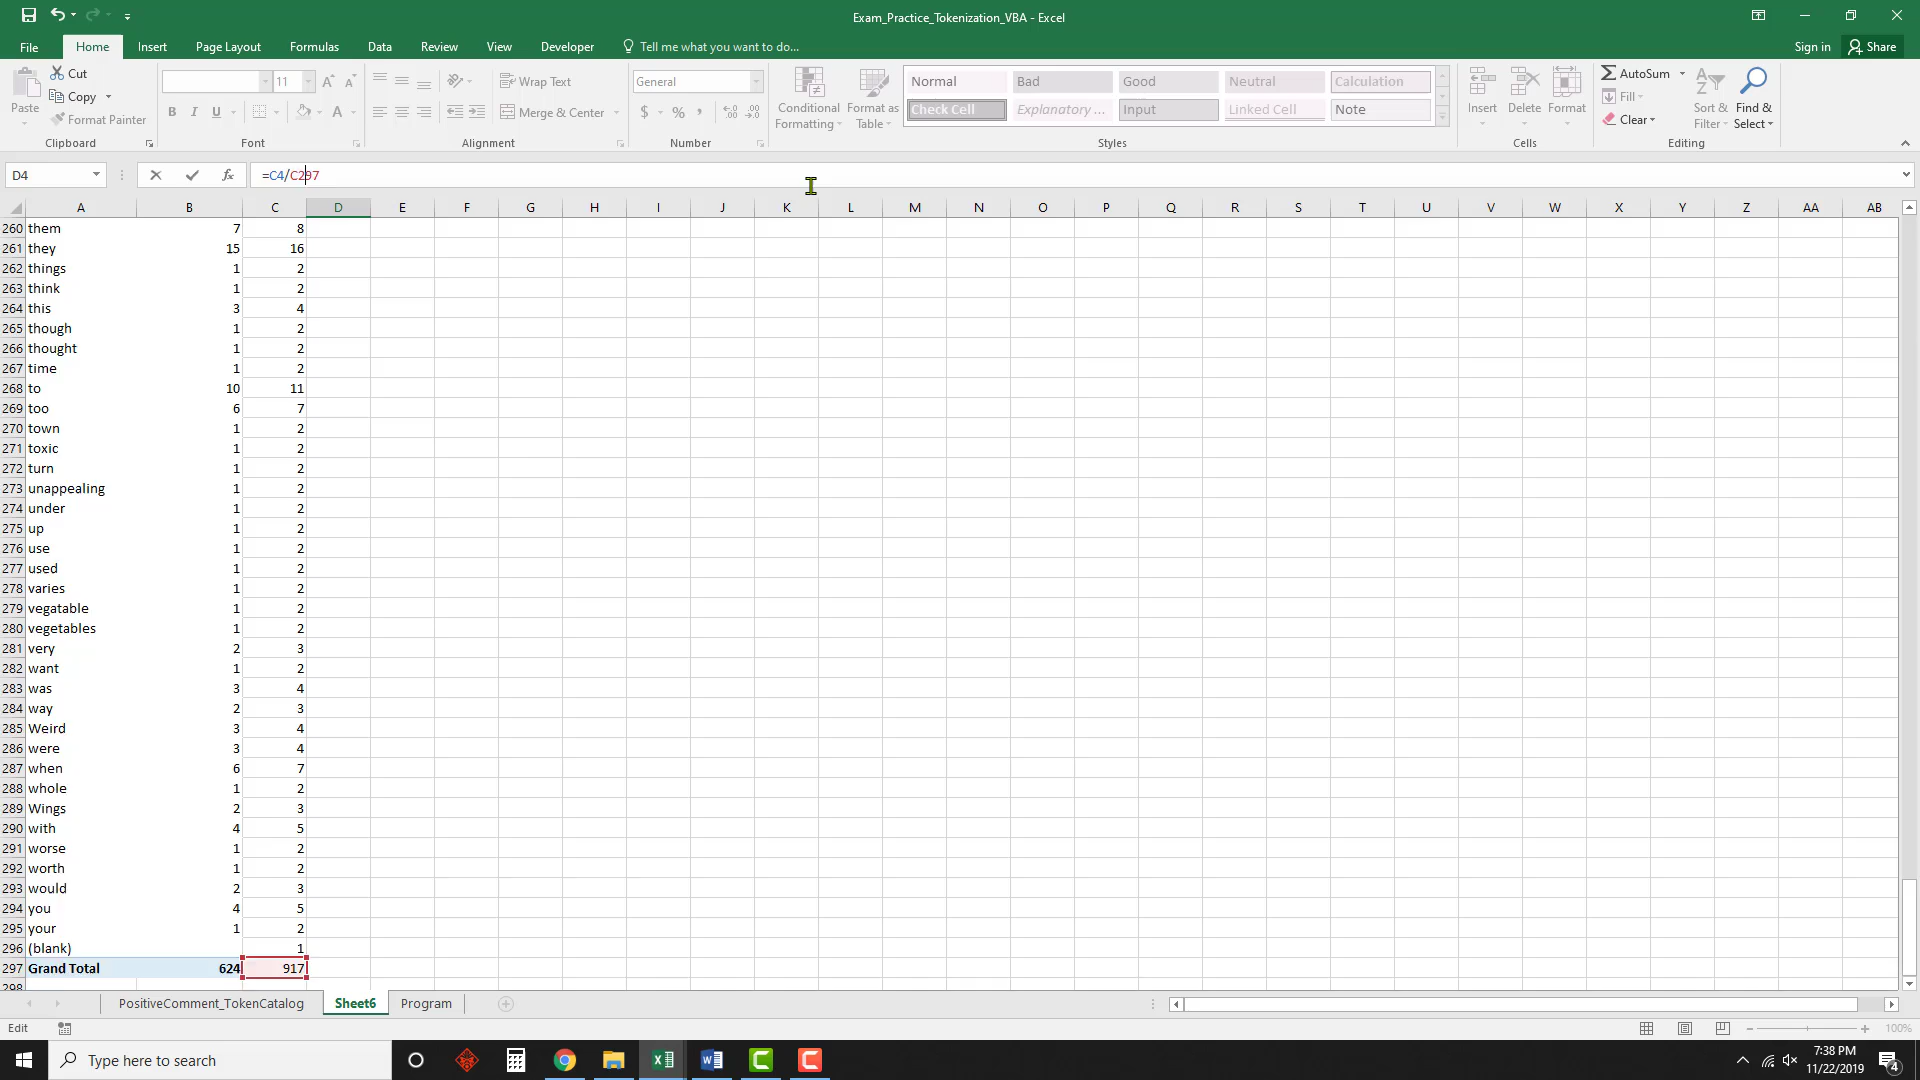 Exam_Practice_Tokenization_VBA - Excel
File Home Insert Page Layout Formulas Data Review View Developer Tell me what you want to do... Sign in Share
Paste Cut Copy Format Painter Clipboard
11 B I U A Font
Wrap Text Merge & Center Alignment
General $ % , Number
Conditional Formatting Format as Table
Normal Bad Good Neutral Calculation
Check Cell Explanatory ... Input Linked Cell Note
Styles
Insert Delete Format Cells
AutoSum Fill Clear Sort & Filter Find & Select Editing
D4 fx =C4/C297
A B C D E F G H I J K L M N O P Q R S T U V W X Y Z AA AB
260 them 7 8
261 they 15 16
262 things 1 2
263 think 1 2
264 this 3 4
265 though 1 2
266 thought 1 2
267 time 1 2
268 to 10 11
269 too 6 7
270 town 1 2
271 toxic 1 2
272 turn 1 2
273 unappealing 1 2
274 under 1 2
275 up 1 2
276 use 1 2
277 used 1 2
278 varies 1 2
279 vegatable 1 2
280 vegetables 1 2
281 very 2 3
282 want 1 2
283 was 3 4
284 way 2 3
285 Weird 3 4
286 were 3 4
287 when 6 7
288 whole 1 2
289 Wings 2 3
290 with 4 5
291 worse 1 2
292 worth 1 2
293 would 2 3
294 you 4 5
295 your 1 2
296 (blank) 1
297 Grand Total 624 917
298
PositiveComment_TokenCatalog Sheet6 Program
Edit 100%
Type here to search 7:38 PM
11/22/2019 4